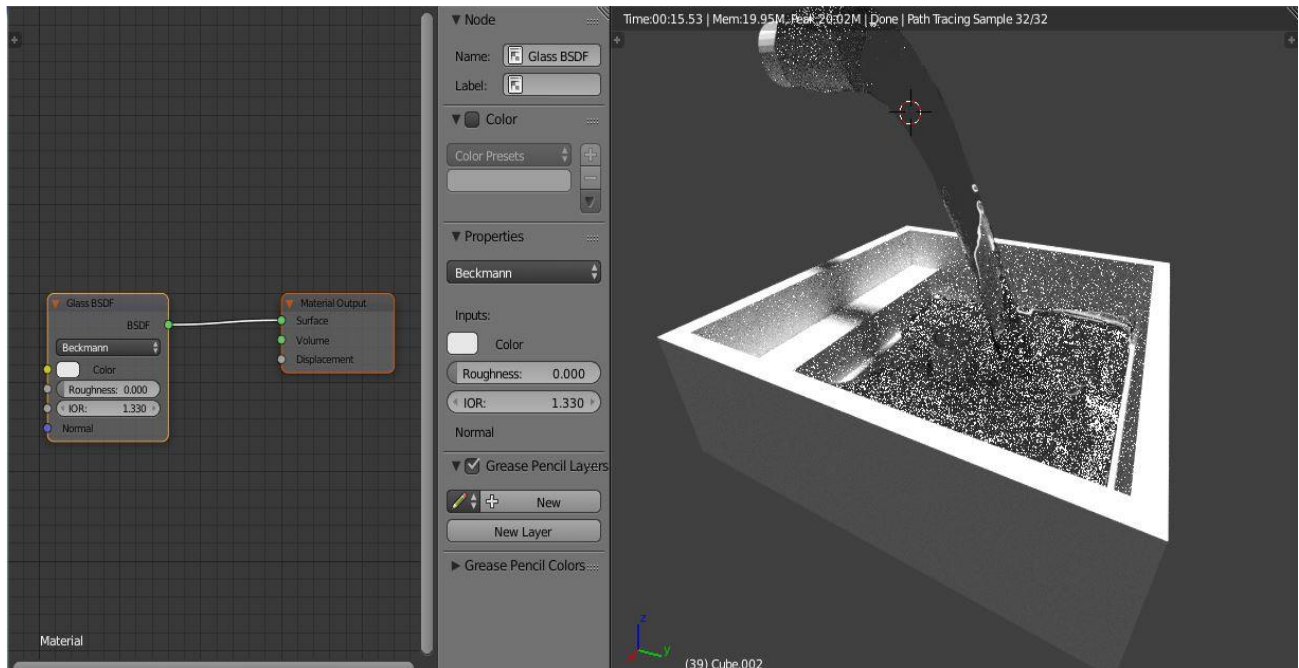 Glass BSDF
BSDF
Beckmann
Color
Roughness: 0.000
IOR: 1.330
Normal
Material Output
Surface
Volume
Displacement
Material
Node
Name: Glass BSDF
Label:
Color
Color Presets
Properties
Beckmann
Inputs:
Color
Roughness: 0.000
IOR: 1.330
Normal
Grease Pencil Layers
New
New Layer
Grease Pencil Colors
Time:00:15.53 | Mem:19.95M, Peak 20.02M | Done | Path Tracing Sample 32/32
z
y
(39) Cube.002